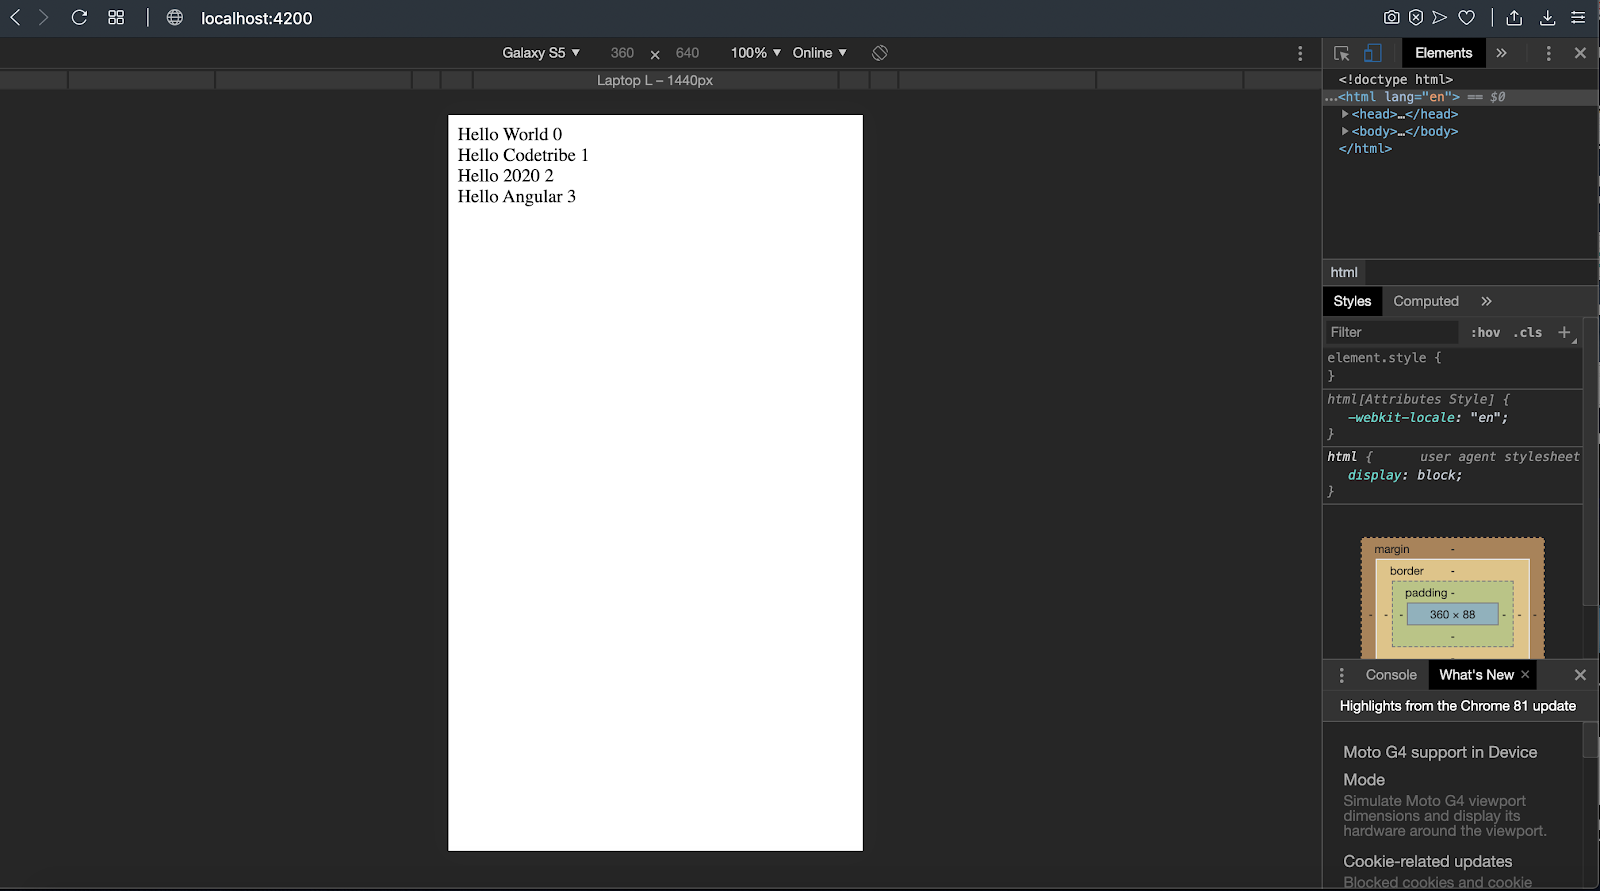 localhost:4200
Galaxy S5 ▼ 360 × 640 100% ▼ Online ▼
Elements »
Laptop L – 1440px
<!doctype html>
…<html lang="en"> == $0
▶<head>…</head>
▶<body>…</body>
</html>
Hello World 0
Hello Codetribe 1
Hello 2020 2
Hello Angular 3
html
Styles Computed »
Filter :hov .cls +
element.style {
}
html[Attributes Style] {
-webkit-locale: "en";
}
html { user agent stylesheet
display: block;
}
margin -
border -
padding -
- - - 360 × 88 - - -
-
Console What's New ×
Highlights from the Chrome 81 update
Moto G4 support in Device
Mode
Simulate Moto G4 viewport
dimensions and display its
hardware around the viewport.
Cookie-related updates
Blocked cookies and cookie